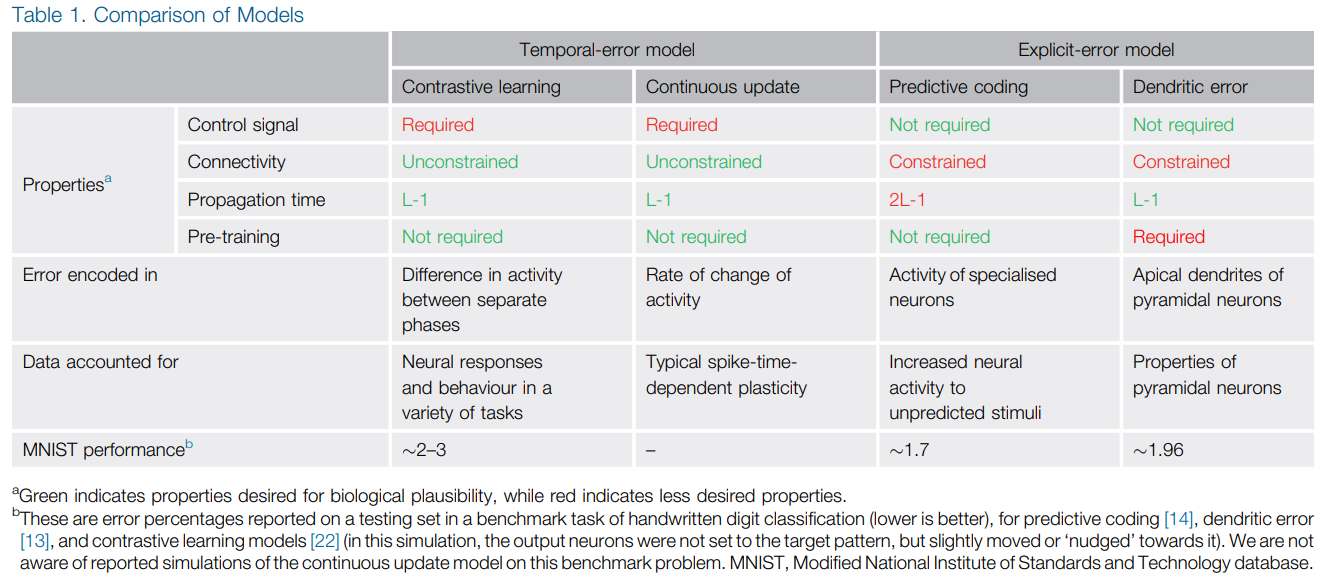 Table 1. Comparison of Models
Temporal-error model Explicit-error model
Contrastive learning Continuous update Predictive coding Dendritic error
Propertiesa
Control signal Required Required Not required Not required
Connectivity Unconstrained Unconstrained Constrained Constrained
Propagation time L-1 L-1 2L-1 L-1
Pre-training Not required Not required Not required Required
Error encoded in Difference in activity Rate of change of Activity of specialised Apical dendrites of
between separate activity neurons pyramidal neurons
phases
Data accounted for Neural responses Typical spike-time- Increased neural Properties of
and behaviour in a dependent plasticity activity to pyramidal neurons
variety of tasks unpredicted stimuli
MNIST performanceb ~2–3 – ~1.7 ~1.96
aGreen indicates properties desired for biological plausibility, while red indicates less desired properties.
bThese are error percentages reported on a testing set in a benchmark task of handwritten digit classification (lower is better), for predictive coding [14], dendritic error
[13], and contrastive learning models [22] (in this simulation, the output neurons were not set to the target pattern, but slightly moved or ‘nudged’ towards it). We are not
aware of reported simulations of the continuous update model on this benchmark problem. MNIST, Modified National Institute of Standards and Technology database.